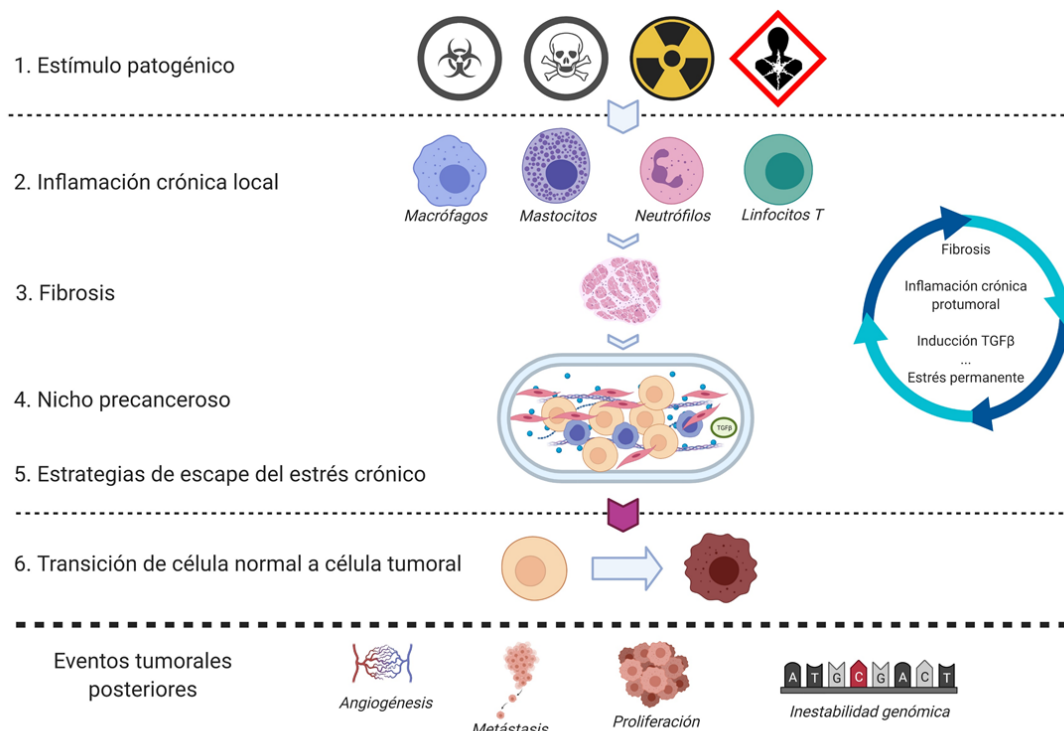 1. Estímulo patogénico
2. Inflamación crónica local
Macrófagos
Mastocitos
Neutrófilos
Linfocitos T
3. Fibrosis
Fibrosis
Inflamación crónica
protumoral
Inducción TGFβ
...
Estrés permanente
4. Nicho precanceroso
TGFβ
5. Estrategias de escape del estrés crónico
6. Transición de célula normal a célula tumoral
Eventos tumorales
posteriores
Angiogénesis
Metástasis
Proliferación
A T G C G A C T
Inestabilidad genómica